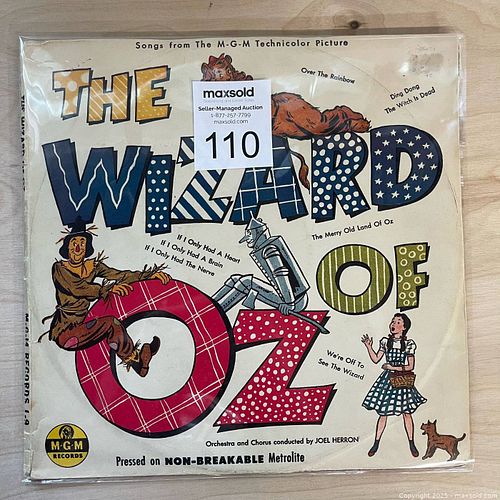 Songs from The M-G-M Technicolor Picture
THE
maxsold
Seller-Managed Auction
1-877-257-7799
maxsold.com
110
Over The Rainbow
Ding Dong
The Witch is Dead
WIZARD
If I Only Had A Heart
If I Only Had A Brain
If I Only Had The Nerve
The Merry Old Land Of Oz
OF
OZ
We're Off To
See The Wizard
M-G-M
RECORDS
Orchestra and Chorus conducted by JOEL HERRON
Pressed on NON-BREAKABLE Metrolite
Copyright 2025 - maxsold.com